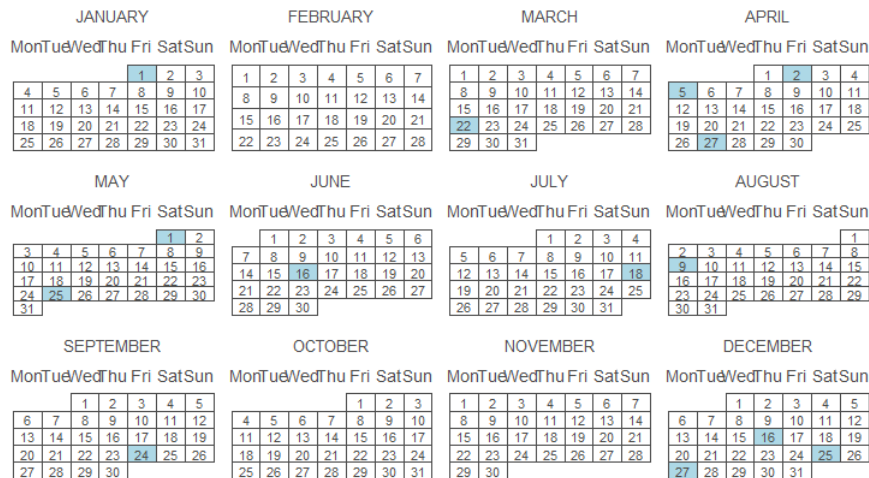 JANUARY FEBRUARY MARCH APRIL
MonTueWedThu Fri SatSun MonTueWedThu Fri SatSun MonTueWedThu Fri SatSun MonTueWedThu Fri SatSun
1 2 3 1 2 3 4 5 6 7 1 2 3 4 5 6 7 1 2 3 4
4 5 6 7 8 9 10 8 9 10 11 12 13 14 8 9 10 11 12 13 14 5 6 7 8 9 10 11
11 12 13 14 15 16 17 15 16 17 18 19 20 21 15 16 17 18 19 20 21 12 13 14 15 16 17 18
18 19 20 21 22 23 24 22 23 24 25 26 27 28 22 23 24 25 26 27 28 19 20 21 22 23 24 25
25 26 27 28 29 30 31 29 30 31 26 27 28 29 30
MAY JUNE JULY AUGUST
MonTueWedThu Fri SatSun MonTueWedThu Fri SatSun MonTueWedThu Fri SatSun MonTueWedThu Fri SatSun
1 2 1 2 3 4 5 6 1 2 3 4 1
3 4 5 6 7 8 9 7 8 9 10 11 12 13 5 6 7 8 9 10 11 2 3 4 5 6 7 8
10 11 12 13 14 15 16 14 15 16 17 18 19 20 12 13 14 15 16 17 18 9 10 11 12 13 14 15
17 18 19 20 21 22 23 21 22 23 24 25 26 27 19 20 21 22 23 24 25 16 17 18 19 20 21 22
24 25 26 27 28 29 30 28 29 30 26 27 28 29 30 31 23 24 25 26 27 28 29
31 30 31
SEPTEMBER OCTOBER NOVEMBER DECEMBER
MonTueWedThu Fri SatSun MonTueWedThu Fri SatSun MonTueWedThu Fri SatSun MonTueWedThu Fri SatSun
1 2 3 4 5 1 2 3 1 2 3 4 5 6 7 1 2 3 4 5
6 7 8 9 10 11 12 4 5 6 7 8 9 10 8 9 10 11 12 13 14 6 7 8 9 10 11 12
13 14 15 16 17 18 19 11 12 13 14 15 16 17 15 16 17 18 19 20 21 13 14 15 16 17 18 19
20 21 22 23 24 25 26 18 19 20 21 22 23 24 22 23 24 25 26 27 28 20 21 22 23 24 25 26
27 28 29 30 25 26 27 28 29 30 31 29 30 27 28 29 30 31